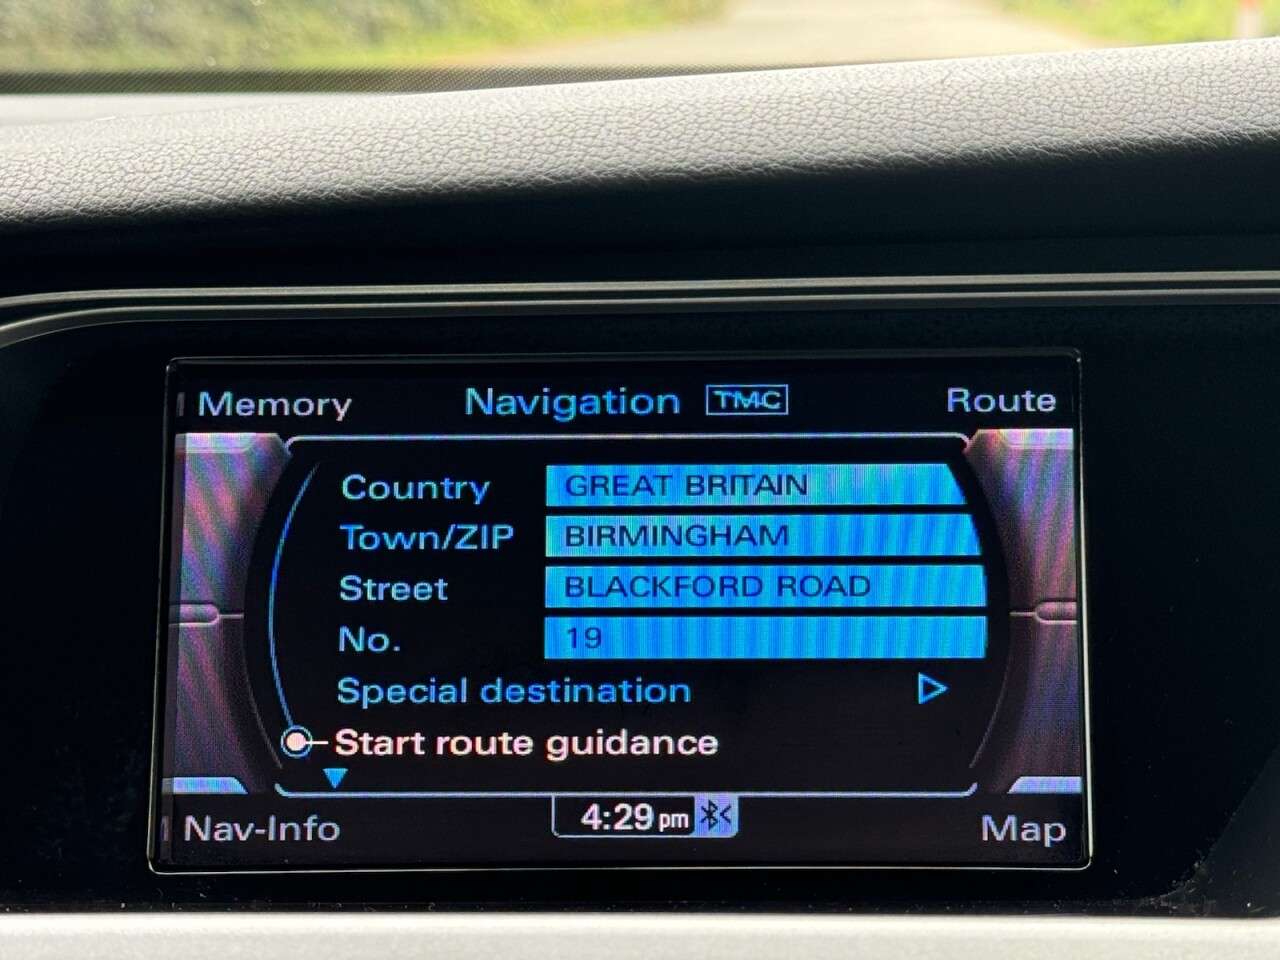 Memory Navigation TMC Route
Country GREAT BRITAIN
Town/ZIP BIRMINGHAM
Street BLACKFORD ROAD
No. 19
Special destination
Start route guidance
Nav-Info 4:29 pm Map